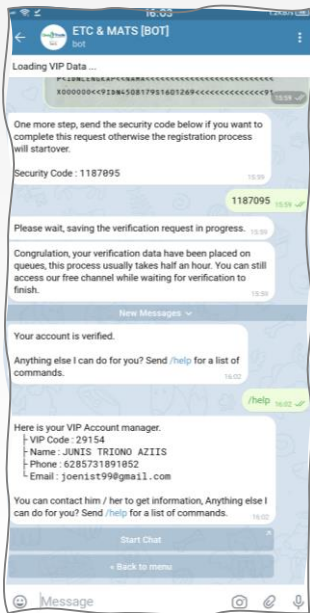 16:03
ETC & MATS [BOT]
bot
Loading VIP Data ...
X000000<<9IDN4508179S1601269<<<<<<<<<<<<<<91
15:59
One more step, send the security code below if you want to
complete this request otherwise the registration process
will startover.
Security Code : 1187095
15:59
1187095 15:59
Please wait, saving the verification request in progress. 15:59
Congrulation, your verification data have been placed on
queues, this process usually takes half an hour. You can still
access our free channel while waiting for verification to
finish.
15:59
New Messages
Your account is verified.
Anything else I can do for you? Send /help for a list of
commands.
16:02
/help 16:02
Here is your VIP Account manager.
├ VIP Code : 29154
├ Name : JUNIS TRIONO AZIIS
├ Phone : 6285731891052
└ Email : joenist99@gmail.com
You can contact him / her to get information, Anything else I
can do for you? Send /help for a list of commands.
16:02
Start Chat
« Back to menu
Message